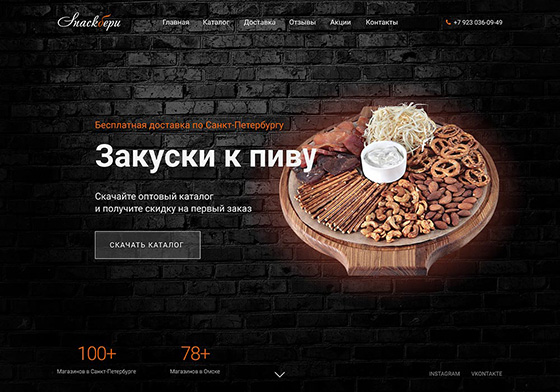 Snackбери
Главная Каталог Доставка Отзывы Акции Контакты
+7 923 036-09-49
Бесплатная доставка по Санкт-Петербургу
Закуски к пиву
Скачайте оптовый каталог
и получите скидку на первый заказ
СКАЧАТЬ КАТАЛОГ
100+ 78+
Магазинов в Санкт-Петербурге Магазинов в Омске
INSTAGRAM VKONTAKTE